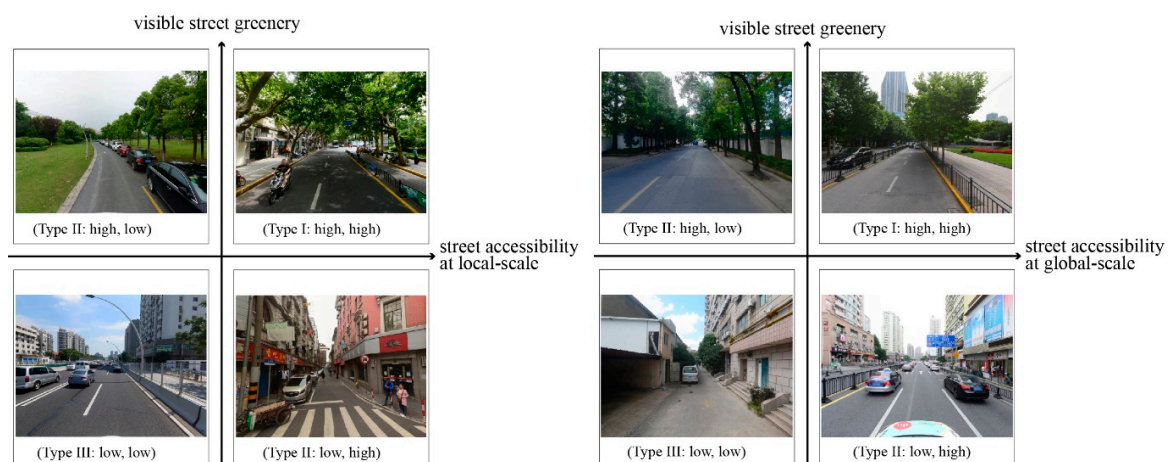 visible street greenery
(Type II: high, low)
(Type I: high, high)
street accessibility
at local-scale
(Type III: low, low)
(Type II: low, high)
visible street greenery
(Type II: high, low)
(Type I: high, high)
street accessibility
at global-scale
(Type III: low, low)
(Type II: low, high)